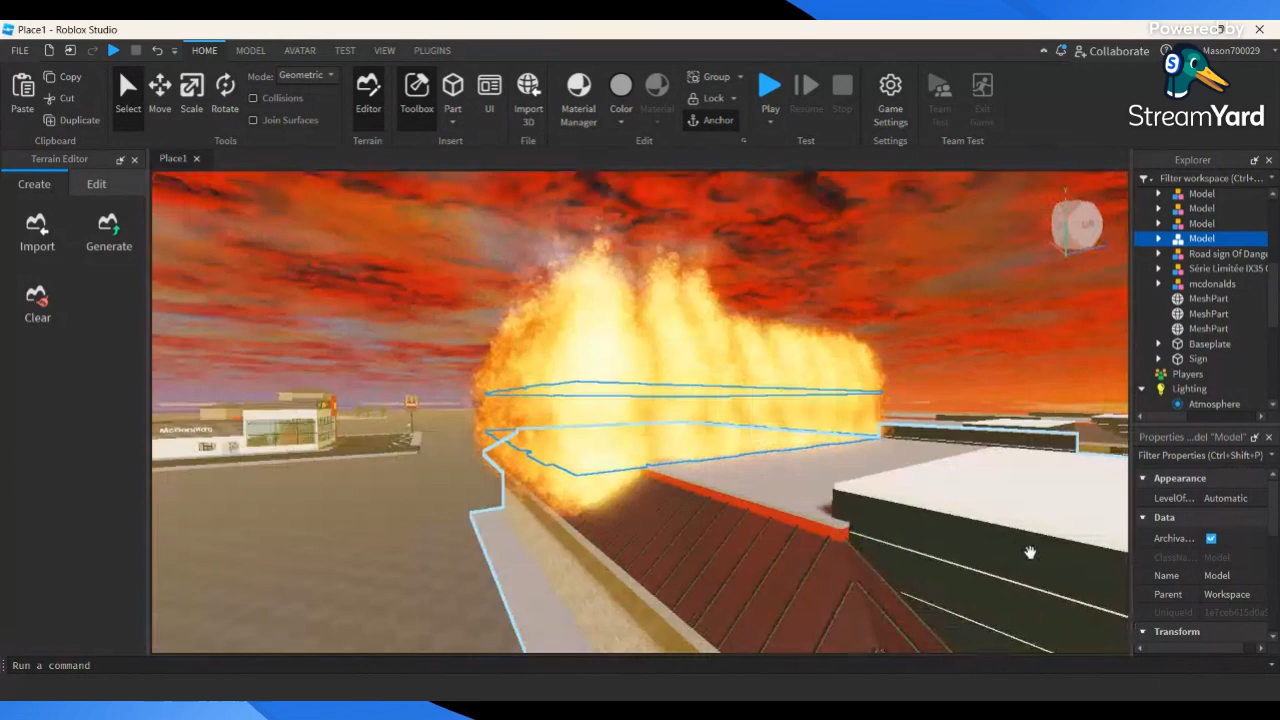 Place1 - Roblox Studio
Powered by
FILE HOME MODEL AVATAR TEST VIEW PLUGINS
Collaborate Mason700029
StreamYard
Paste
Copy
Cut
Duplicate
Select Move Scale Rotate
Mode: Geometric
Collisions
Join Surfaces
Editor
Toolbox Part UI
Import
3D
Material
Manager
Color Material
Group
Lock
Anchor
Play Resume Stop
Game
Settings
Team
Test
Exit
Game
Clipboard Tools Terrain Insert File Edit Test Settings Team Test
Terrain Editor
Create Edit
Import Generate
Clear
Place1
McDonald's
Explorer
Filter workspace (Ctrl+...
Model
Model
Model
Model
Road sign Of Dange
Série Limitée IX35 (
mcdonalds
MeshPart
MeshPart
MeshPart
Baseplate
Sign
Players
Lighting
Atmosphere
Properties ...del "Model"
Filter Properties (Ctrl+Shift+P)
Appearance
LevelOf... Automatic
Data
Archiva...
ClassNa... Model
Name Model
Parent Workspace
UniqueId
Transform
Run a command